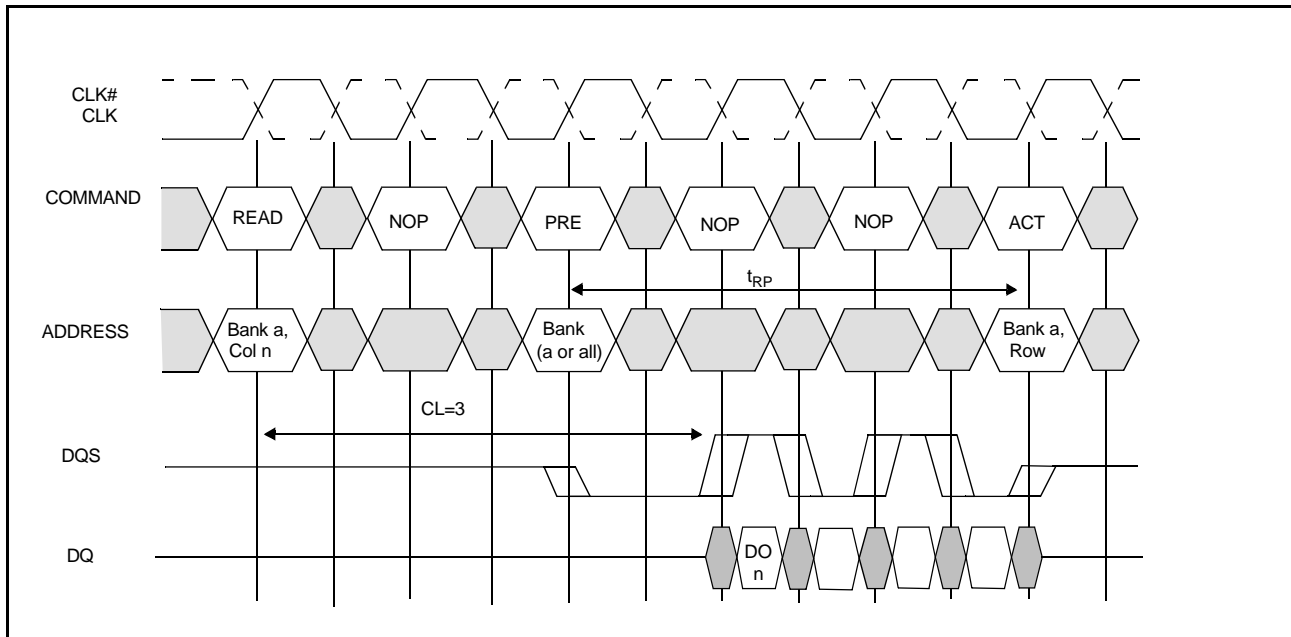 CLK#
CLK
COMMAND
READ
NOP
PRE
NOP
NOP
ACT
tRP
ADDRESS
Bank a,
Col n
Bank
(a or all)
Bank a,
Row
CL=3
DQS
DQ
DO
n